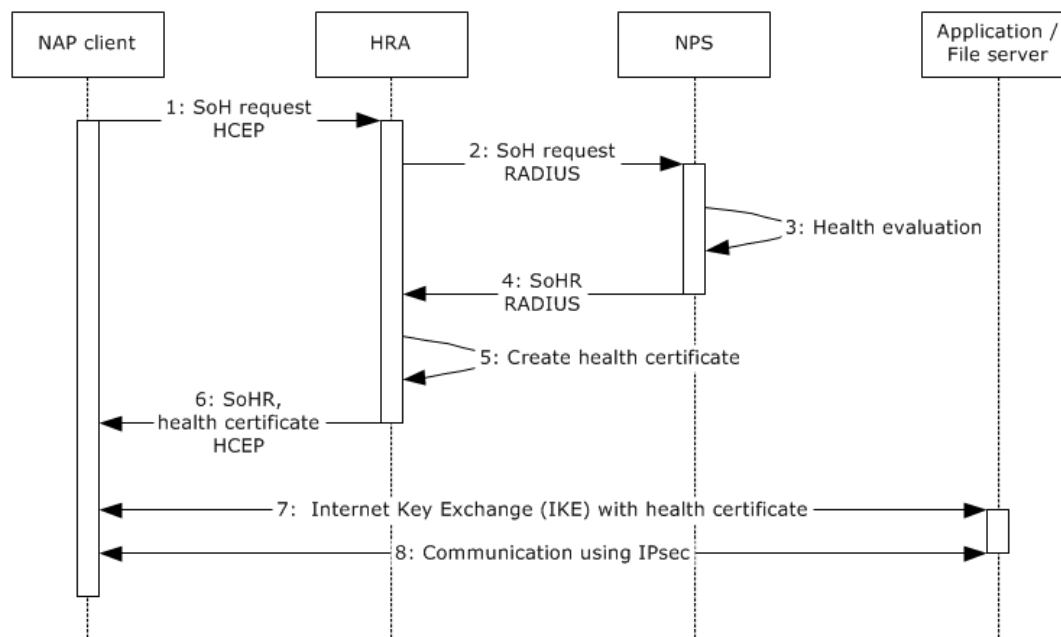 NAP client
HRA
NPS
Application /
File server
1: SoH request
HCEP
2: SoH request
RADIUS
3: Health evaluation
4: SoHR
RADIUS
5: Create health certificate
6: SoHR,
health certificate
HCEP
7:  Internet Key Exchange (IKE) with health certificate
8: Communication using IPsec